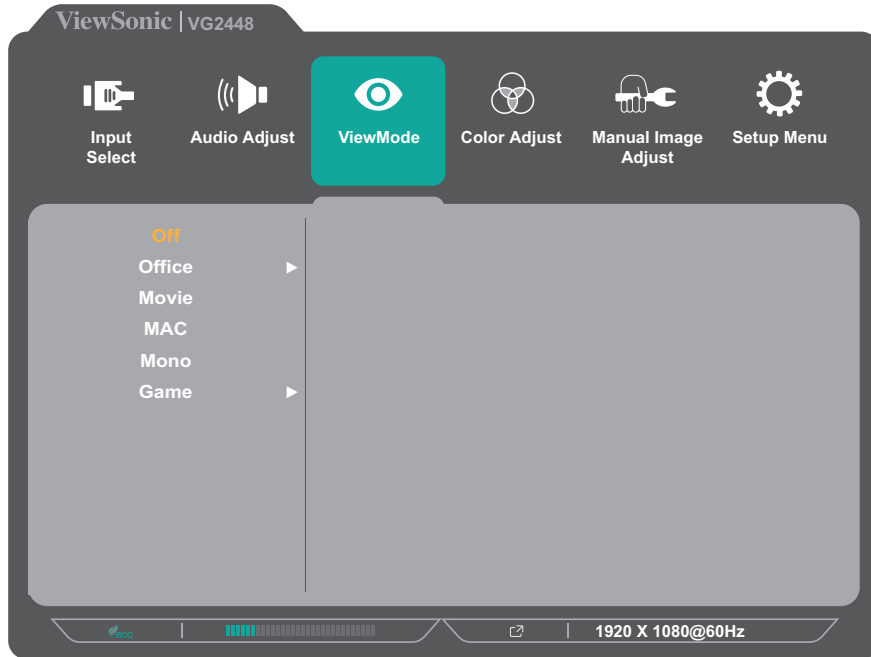 ViewSonic | VG2448
Input Select
Audio Adjust
ViewMode
Color Adjust
Manual Image Adjust
Setup Menu
Off
Office
Movie
MAC
Mono
Game
eco
1920 X 1080@60Hz